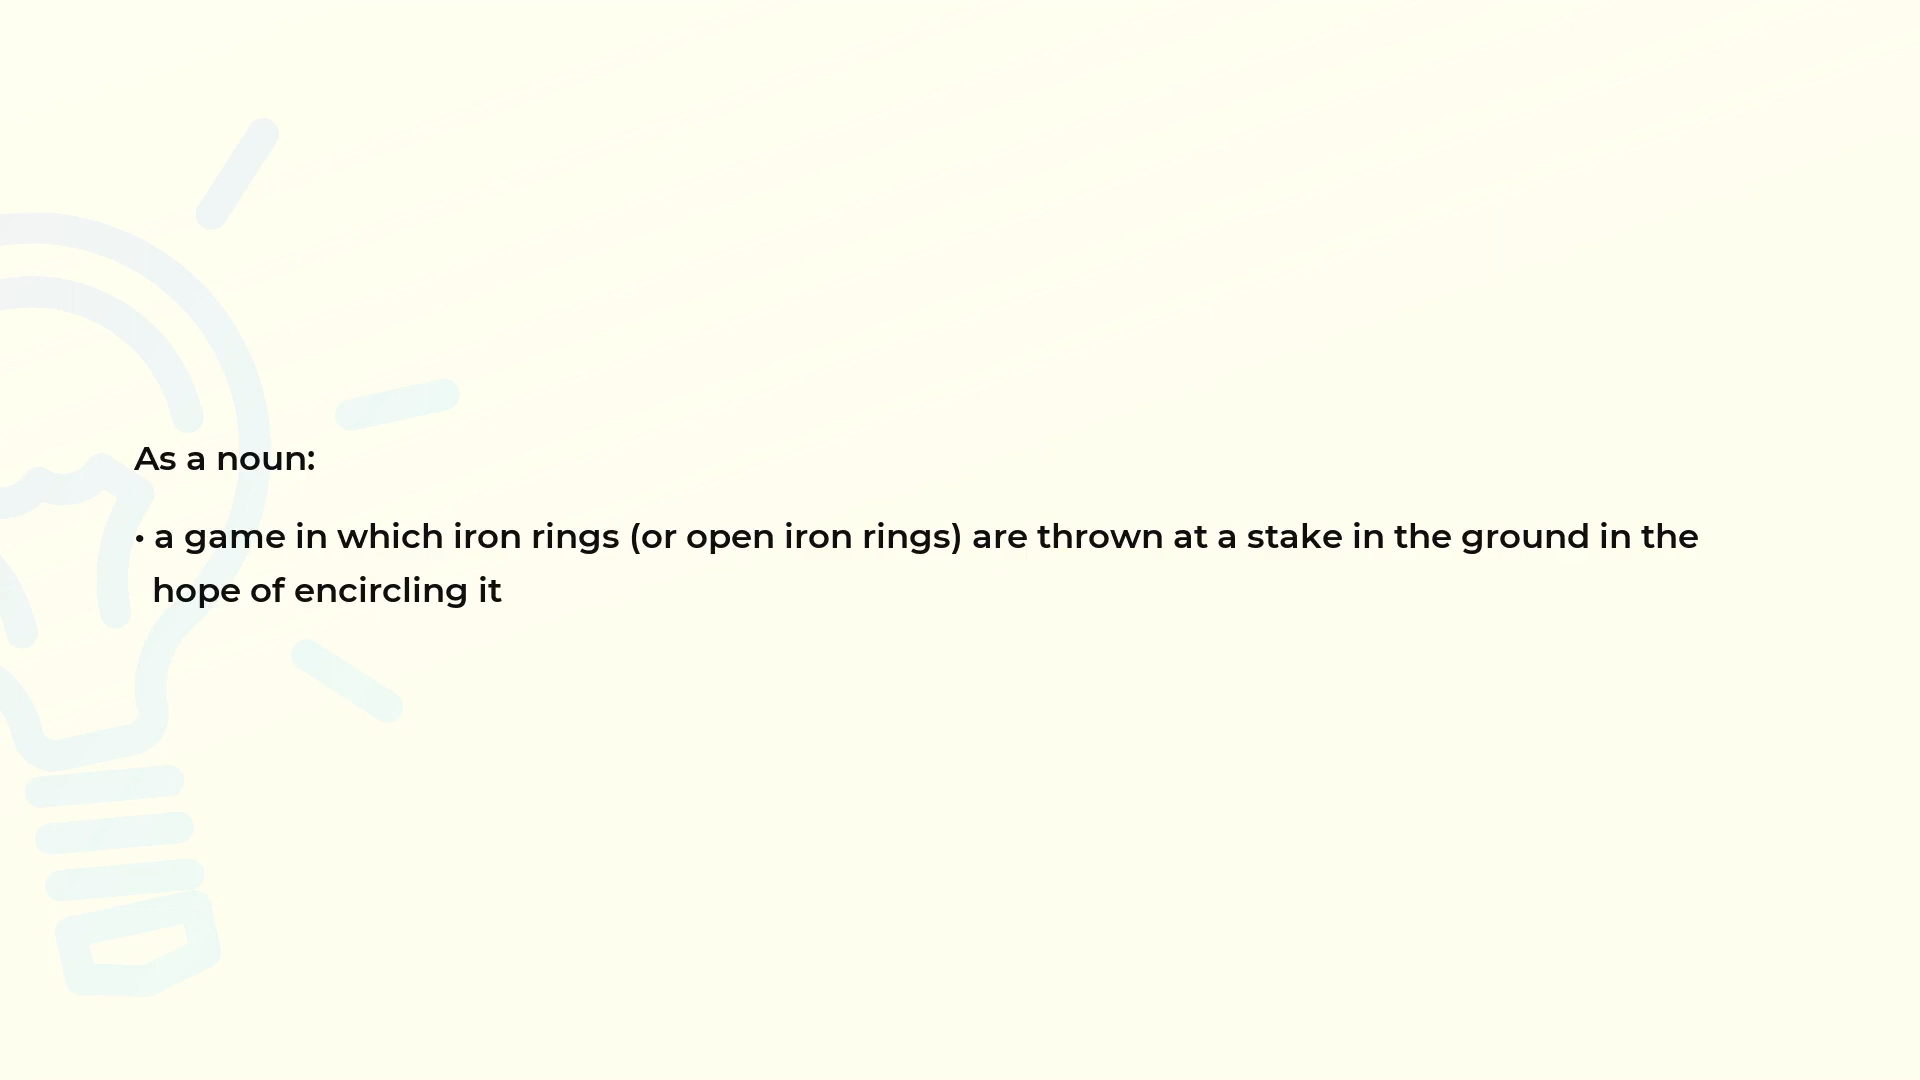 As a noun:
• a game in which iron rings (or open iron rings) are thrown at a stake in the ground in the
hope of encircling it